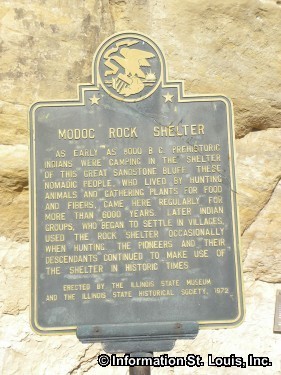 MODOC ROCK SHELTER
AS EARLY AS 8000 B.C. PREHISTORIC
INDIANS WERE CAMPING IN THE SHELTER
OF THIS GREAT SANDSTONE BLUFF. THESE
NOMADIC PEOPLE, WHO LIVED BY HUNTING
ANIMALS AND GATHERING PLANTS FOR FOOD
AND FIBERS, CAME HERE REGULARLY FOR
MORE THAN 6000 YEARS. LATER INDIAN
GROUPS, WHO BEGAN TO SETTLE IN VILLAGES,
USED THE ROCK SHELTER OCCASIONALLY
WHEN HUNTING. THE PIONEERS AND THEIR
DESCENDANTS CONTINUED TO MAKE USE OF
THE SHELTER IN HISTORIC TIMES.
ERECTED BY THE ILLINOIS STATE MUSEUM
AND THE ILLINOIS STATE HISTORICAL SOCIETY, 1972
©Information St. Louis, Inc.